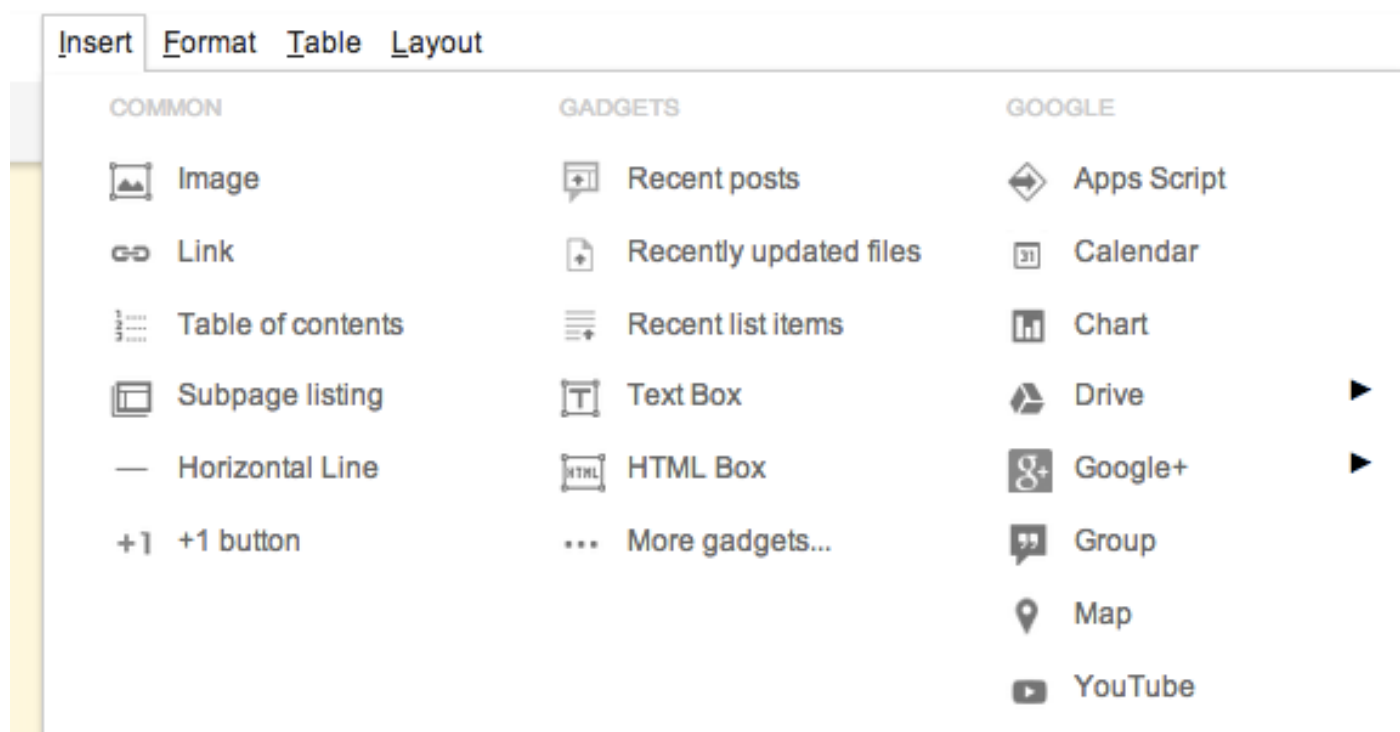 Insert Format Table Layout
COMMON
Image
Link
Table of contents
Subpage listing
Horizontal Line
+1 +1 button
GADGETS
Recent posts
Recently updated files
Recent list items
Text Box
HTML HTML Box
More gadgets...
GOOGLE
Apps Script
31 Calendar
Chart
Drive
g+ Google+
Group
Map
YouTube